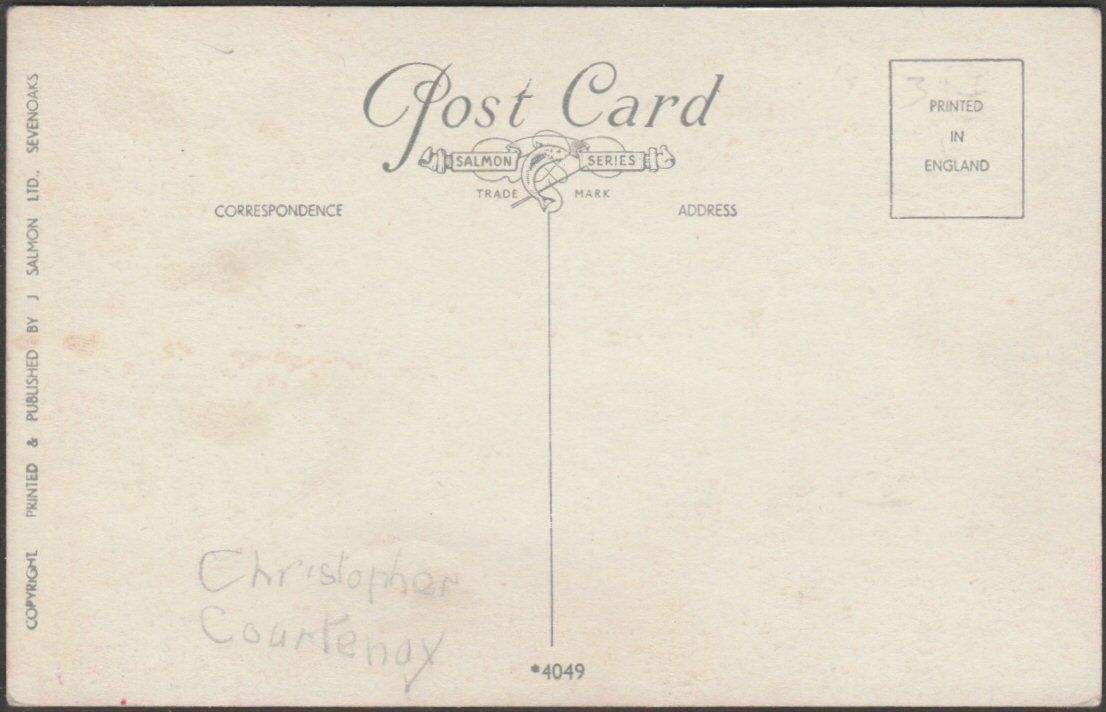 Post Card
SALMON SERIES
TRADE MARK
CORRESPONDENCE
ADDRESS
PRINTED
IN
ENGLAND
COPYRIGHT. PRINTED & PUBLISHED BY J SALMON LTD., SEVENOAKS
Christopher
Courtenay
*4049